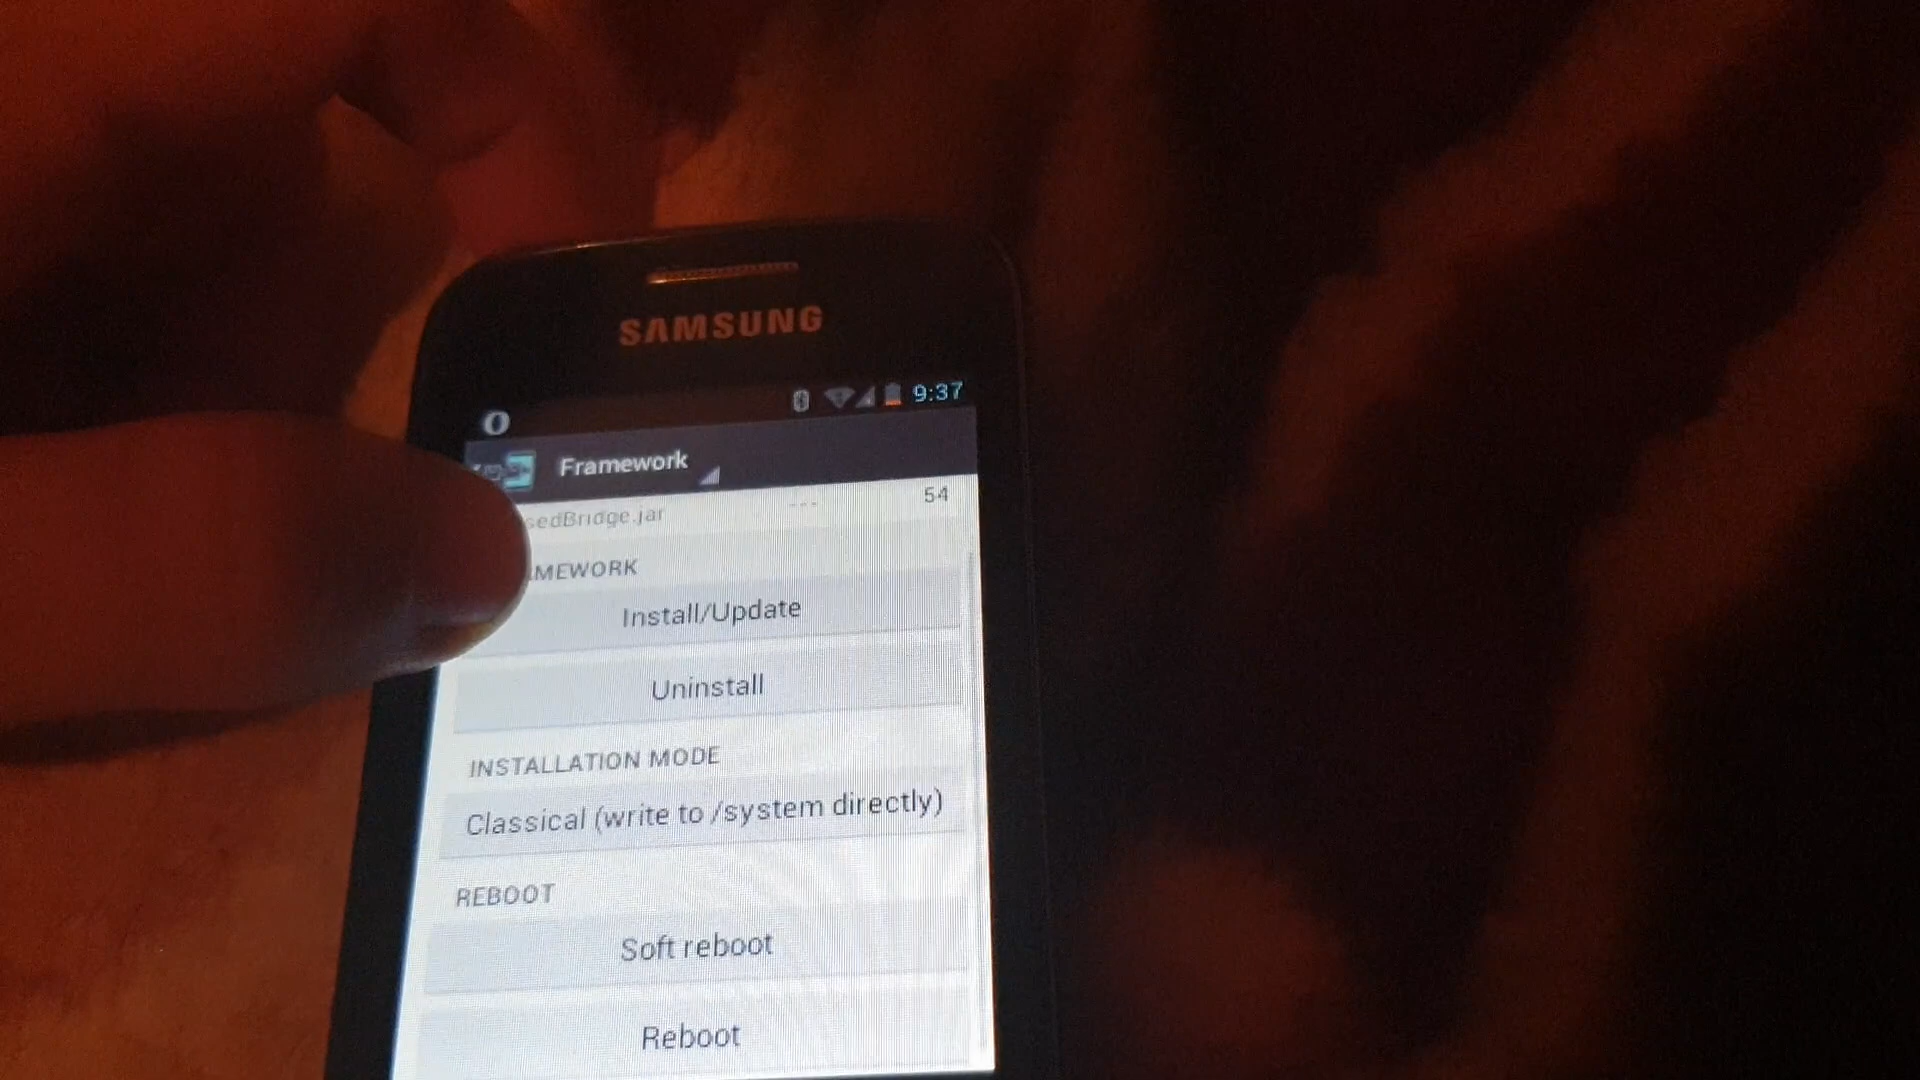 SAMSUNG
9:37
Framework
sedBridge.jar --- 54
MEWORK
Install/Update
Uninstall
INSTALLATION MODE
Classical (write to /system directly)
REBOOT
Soft reboot
Reboot